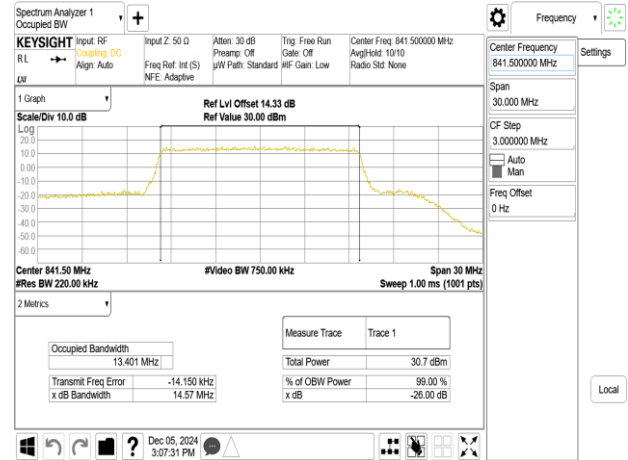 Spectrum Analyzer 1
Occupied BW
Frequency
KEYSIGHT
R L
LXI
Input: RF
Coupling: DC
Align: Auto
Input Z: 50 Ω
Freq Ref: Int (S)
NFE: Adaptive
Atten: 30 dB
Preamp: Off
µW Path: Standard
Trig: Free Run
Gate: Off
#IF Gain: Low
Center Freq: 841.500000 MHz
Avg|Hold: 10/10
Radio Std: None
Center Frequency
841.500000 MHz
Settings
Span
30.000 MHz
CF Step
3.000000 MHz
Auto
Man
Freq Offset
0 Hz
Local
1 Graph
Scale/Div 10.0 dB
Ref Lvl Offset 14.33 dB
Ref Value 30.00 dBm
Log
20.0
10.0
0.00
-10.0
-20.0
-30.0
-40.0
-50.0
-60.0
Center 841.50 MHz
#Video BW 750.00 kHz
Span 30 MHz
#Res BW 220.00 kHz
Sweep 1.00 ms (1001 pts)
2 Metrics
Measure Trace
Trace 1
Occupied Bandwidth
13.401 MHz
Total Power
30.7 dBm
Transmit Freq Error
-14.150 kHz
% of OBW Power
99.00 %
x dB Bandwidth
14.57 MHz
x dB
-26.00 dB
?
Dec 05, 2024
3:07:31 PM